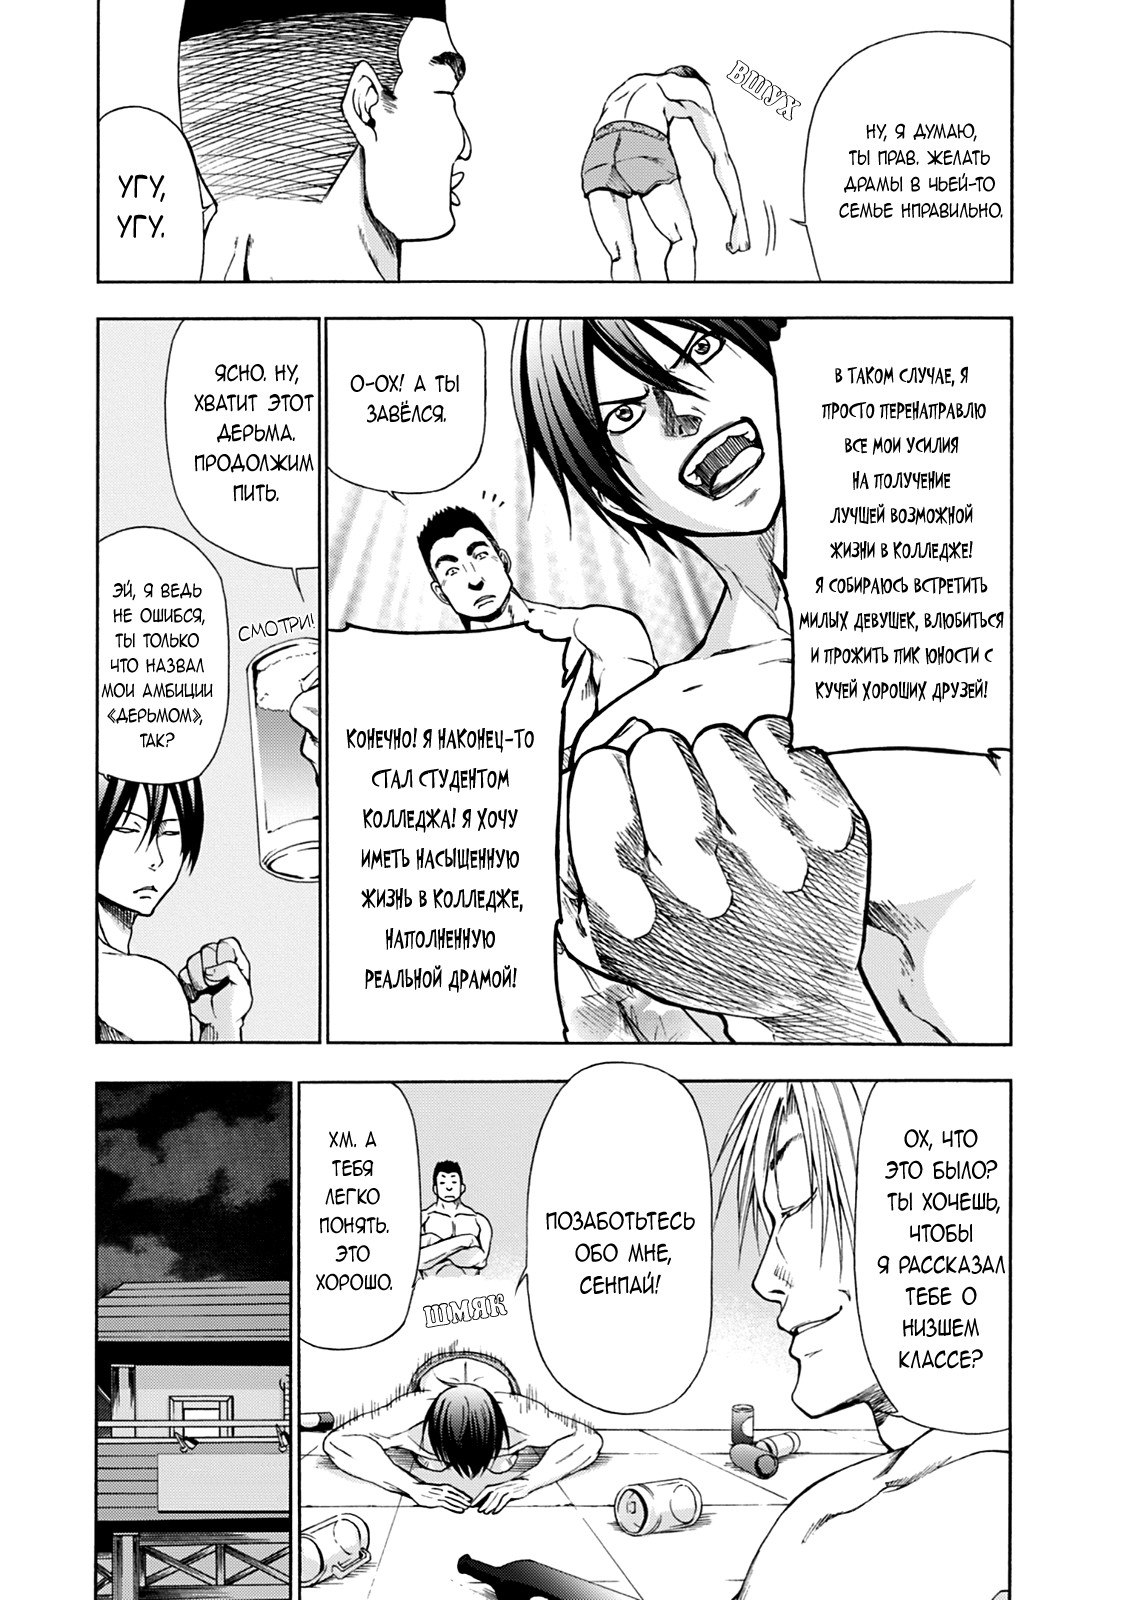 НУ, Я ДУМАЮ,
ТЫ ПРАВ. ЖЕЛАТЬ
ДРАМЫ В ЧЬЕЙ-ТО
СЕМЬЕ НПРАВИЛЬНО.
ВШУХ
УГУ,
УГУ.
В ТАКОМ СЛУЧАЕ, Я
ПРОСТО ПЕРЕНАПРАВЛЮ
ВСЕ МОИ УСИЛИЯ
НА ПОЛУЧЕНИЕ
ЛУЧШЕЙ ВОЗМОЖНОЙ
ЖИЗНИ В КОЛЛЕДЖЕ!
Я СОБИРАЮСЬ ВСТРЕТИТЬ
МИЛЫХ ДЕВУШЕК, ВЛЮБИТЬСЯ
И ПРОЖИТЬ ПИК ЮНОСТИ С
КУЧЕЙ ХОРОШИХ ДРУЗЕЙ!
О-ОХ! А ТЫ
ЗАВЁЛСЯ.
КОНЕЧНО! Я НАКОНЕЦ-ТО
СТАЛ СТУДЕНТОМ
КОЛЛЕДЖА! Я ХОЧУ
ИМЕТЬ НАСЫЩЕННУЮ
ЖИЗНЬ В КОЛЛЕДЖЕ,
НАПОЛНЕННУЮ
РЕАЛЬНОЙ ДРАМОЙ!
ЯСНО. НУ,
ХВАТИТ ЭТОТ
ДЕРЬМА.
ПРОДОЛЖИМ
ПИТЬ.
СМОТРИ!
ЭЙ, Я ВЕДЬ
НЕ ОШИБСЯ,
ТЫ ТОЛЬКО
ЧТО НАЗВАЛ
МОИ АМБИЦИИ
«ДЕРЬМОМ»,
ТАК?
ОХ, ЧТО
ЭТО БЫЛО?
ТЫ ХОЧЕШЬ,
ЧТОБЫ
Я РАССКАЗАЛ
ТЕБЕ О
НИЗШЕМ
КЛАССЕ?
ПОЗАБОТЬТЕСЬ
ОБО МНЕ,
СЕНПАЙ!
ШМЯК
ХМ. А
ТЕБЯ
ЛЕГКО
ПОНЯТЬ.
ЭТО
ХОРОШО.